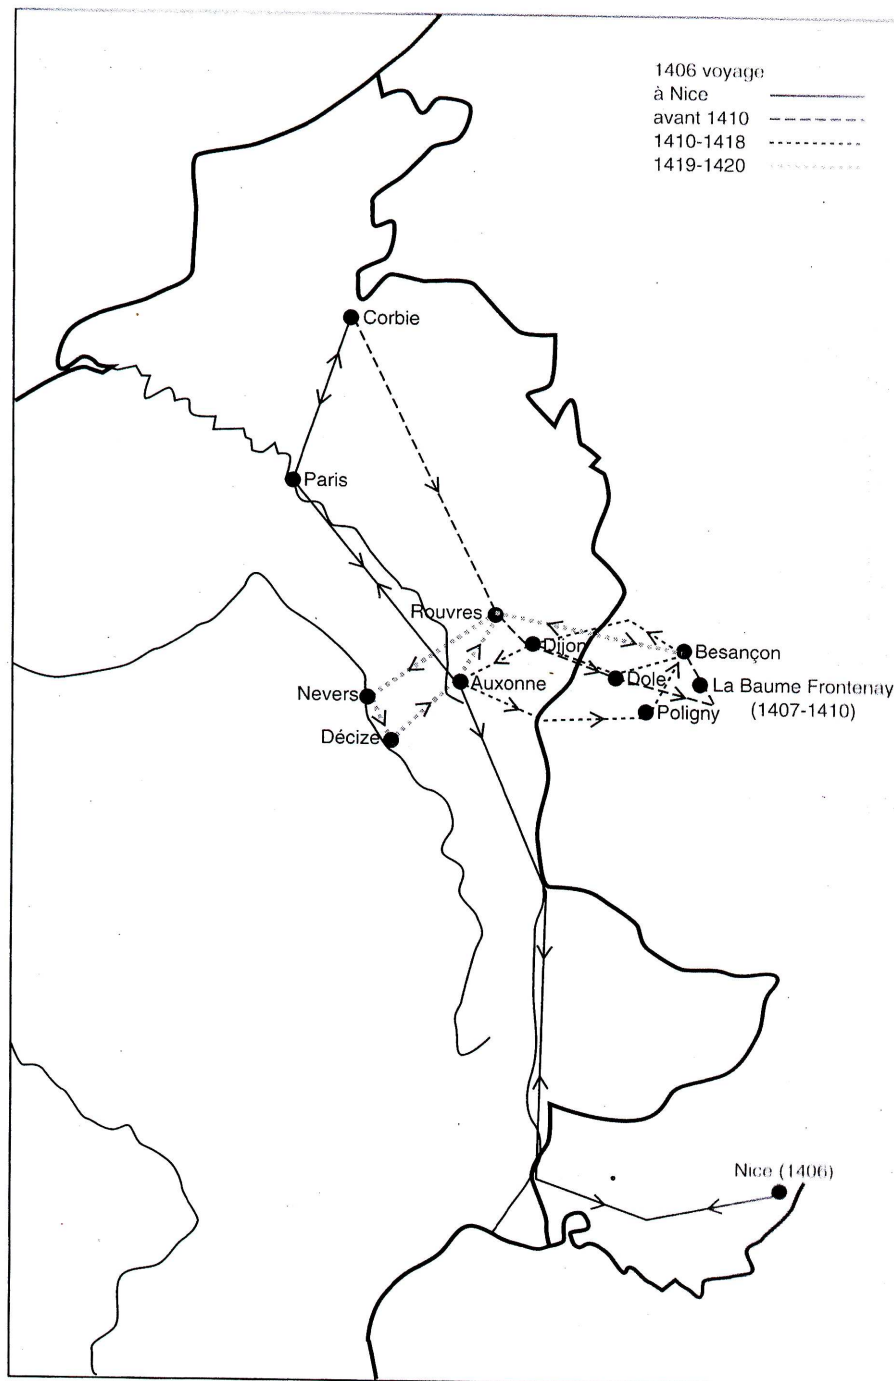 1406 voyage
à Nice
avant 1410
1410-1418
1419-1420
Corbie
Paris
Rouvres
Dijon
Besançon
Auxonne
Dole
La Baume Frontenay
(1407-1410)
Nevers
Poligny
Décize
Nice (1406)